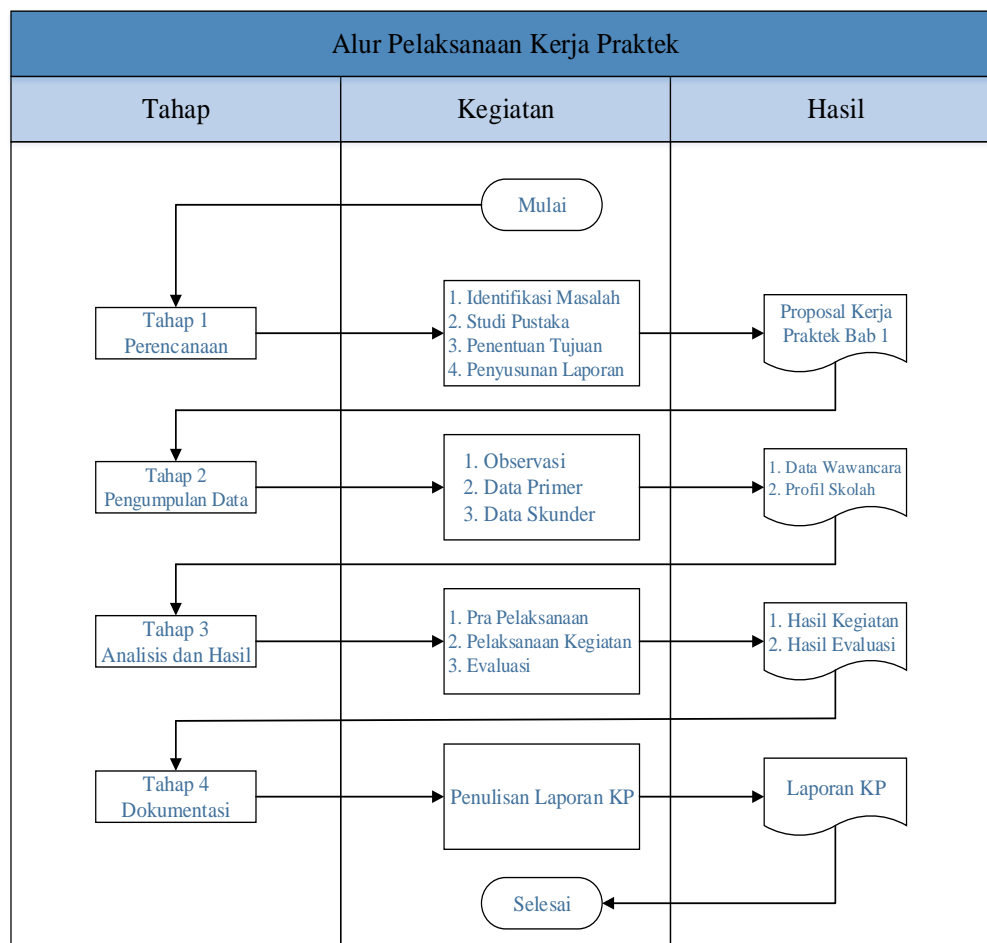 Alur Pelaksanaan Kerja Praktek
Tahap
Kegiatan
Hasil
Mulai
Tahap 1
Perencanaan
1. Identifikasi Masalah
2. Studi Pustaka
3. Penentuan Tujuan
4. Penyusunan Laporan
Proposal Kerja
Praktek Bab 1
Tahap 2
Pengumpulan Data
1. Observasi
2. Data Primer
3. Data Skunder
1. Data Wawancara
2. Profil Skolah
Tahap 3
Analisis dan Hasil
1. Pra Pelaksanaan
2. Pelaksanaan Kegiatan
3. Evaluasi
1. Hasil Kegiatan
2. Hasil Evaluasi
Tahap 4
Dokumentasi
Penulisan Laporan KP
Laporan KP
Selesai